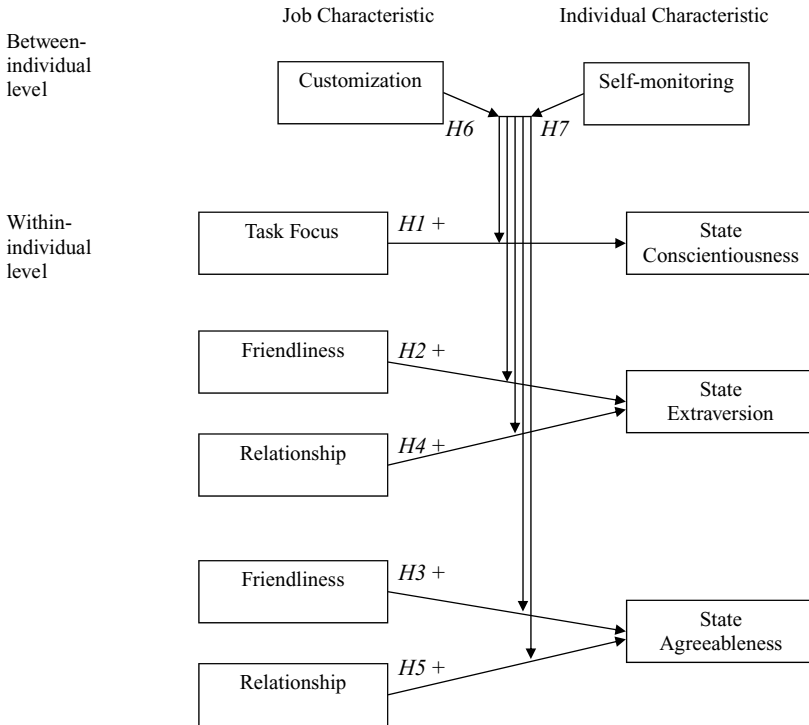 Job Characteristic
Individual Characteristic
Between-
individual
level
Customization
Self-monitoring
H6
H7
Within-
individual
level
Task Focus
H1 +
State
Conscientiousness
Friendliness
H2 +
State
Extraversion
Relationship
H4 +
Friendliness
H3 +
State
Agreeableness
Relationship
H5 +